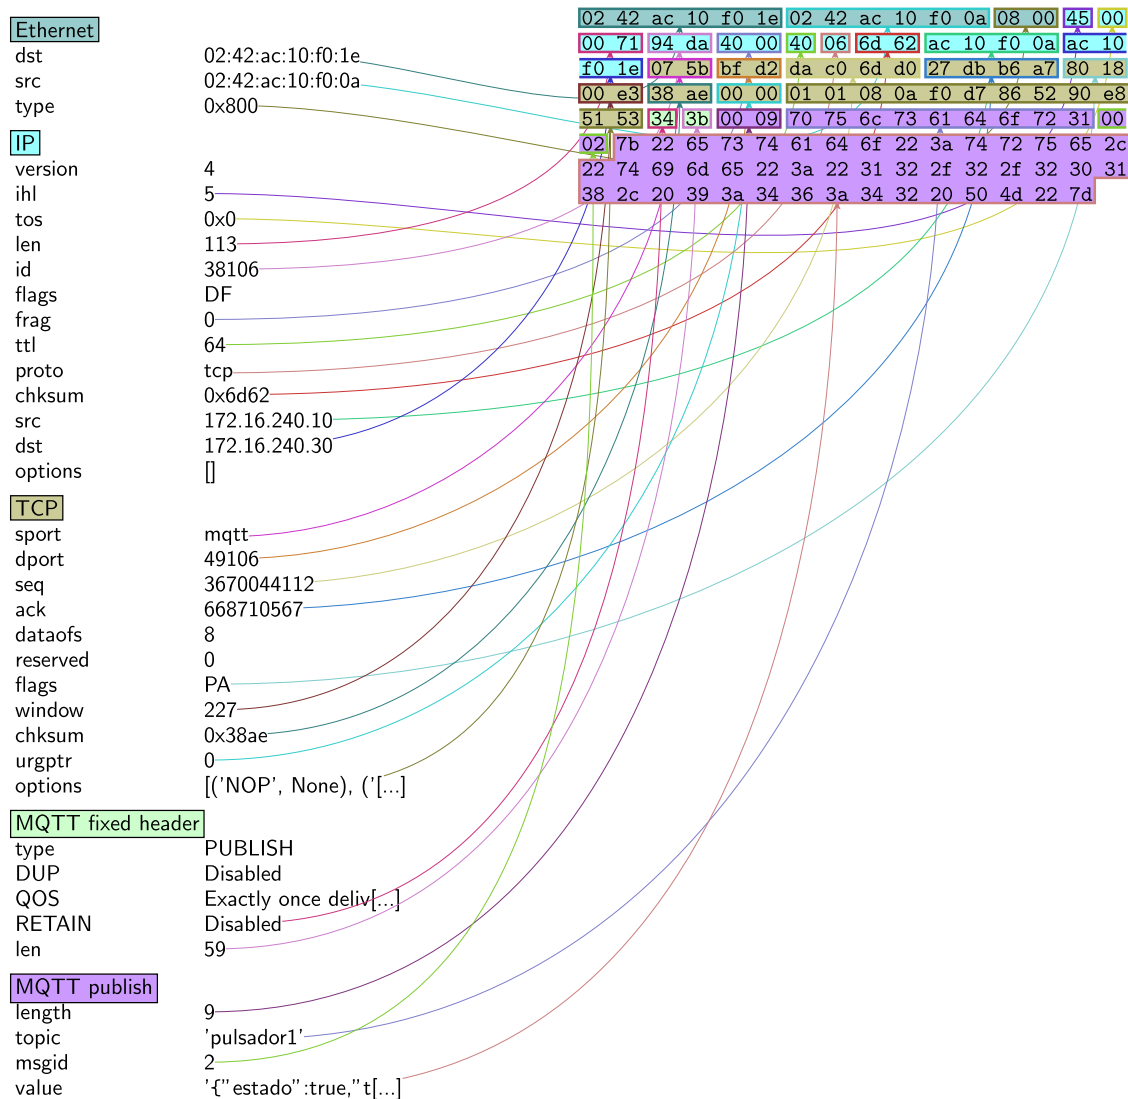 Ethernet
dst 02:42:ac:10:f0:1e
src 02:42:ac:10:f0:0a
type 0x800
IP
version 4
ihl 5
tos 0x0
len 113
id 38106
flags DF
frag 0
ttl 64
proto tcp
chksum 0x6d62
src 172.16.240.10
dst 172.16.240.30
options []
TCP
sport mqtt
dport 49106
seq 3670044112
ack 668710567
dataofs 8
reserved 0
flags PA
window 227
chksum 0x38ae
urgptr 0
options [('NOP', None), ('[...]
MQTT fixed header
type PUBLISH
DUP Disabled
QOS Exactly once deliv[...]
RETAIN Disabled
len 59
MQTT publish
length 9
topic 'pulsador1'
msgid 2
value '{"estado":true,"t[...]
02 42 ac 10 f0 1e 02 42 ac 10 f0 0a 08 00 45 00
00 71 94 da 40 00 40 06 6d 62 ac 10 f0 0a ac 10
f0 1e 07 5b bf d2 da c0 6d d0 27 db b6 a7 80 18
00 e3 38 ae 00 00 01 01 08 0a f0 d7 86 52 90 e8
51 53 34 3b 00 09 70 75 6c 73 61 64 6f 72 31 00
02 7b 22 65 73 74 61 64 6f 22 3a 74 72 75 65 2c
22 74 69 6d 65 22 3a 22 31 32 2f 32 2f 32 30 31
38 2c 20 39 3a 34 36 3a 34 32 20 50 4d 22 7d